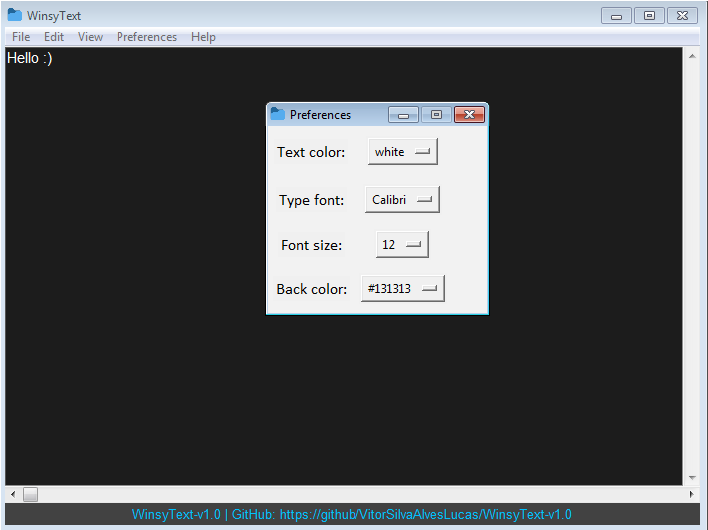 WinsyText
File Edit View Preferences Help
Hello :)
Preferences
Text color: white
Type font: Calibri
Font size: 12
Back color: #131313
WinsyText-v1.0 | GitHub: https://github/VitorSilvaAlvesLucas/WinsyText-v1.0